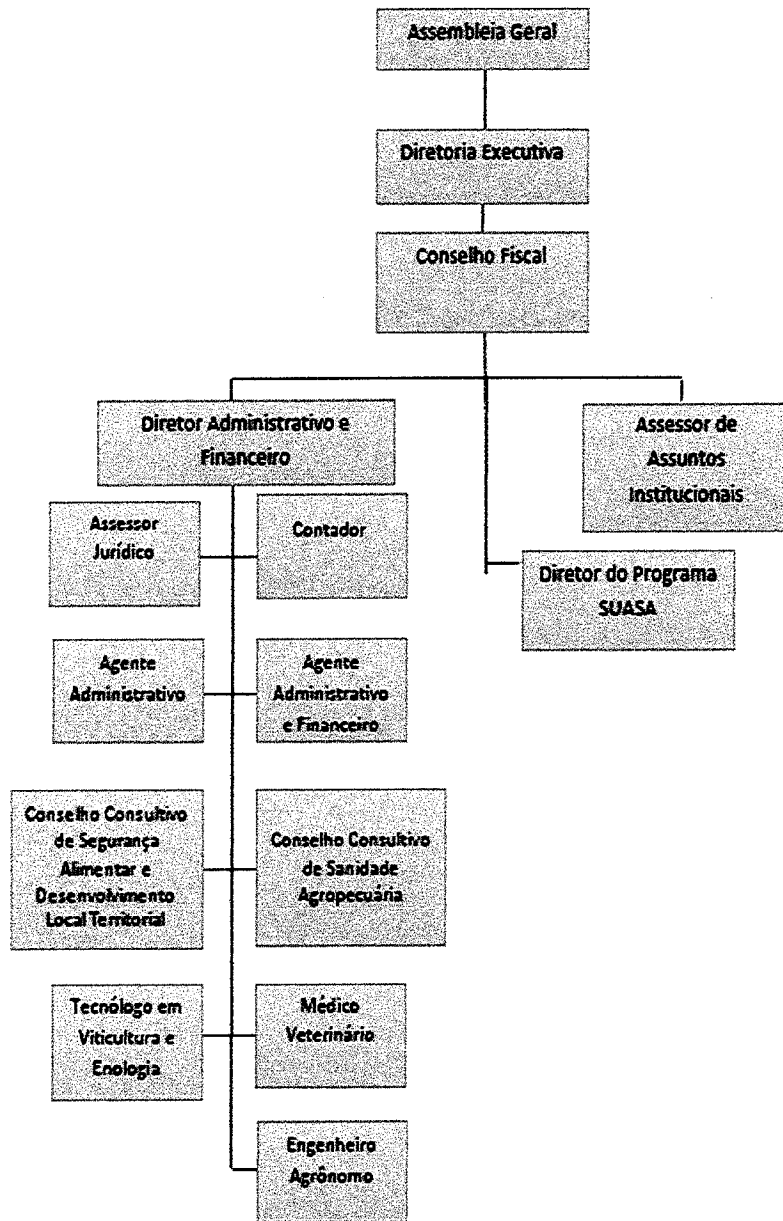 Assembleia Geral
Diretoria Executiva
Conselho Fiscal
Diretor Administrativo e
Financeiro
Assessor de
Assuntos
Institucionais
Assessor
Jurídico
Contador
Diretor do Programa
SUASA
Agente
Administrativo
Agente
Administrativo
e Financeiro
Conselho Consultivo
de Segurança
Alimentar e
Desenvolvimento
Local Territorial
Conselho Consultivo
de Sanidade
Agropecuária
Tecnólogo em
Viticultura e
Enologia
Médico
Veterinário
Engenheiro
Agrônomo